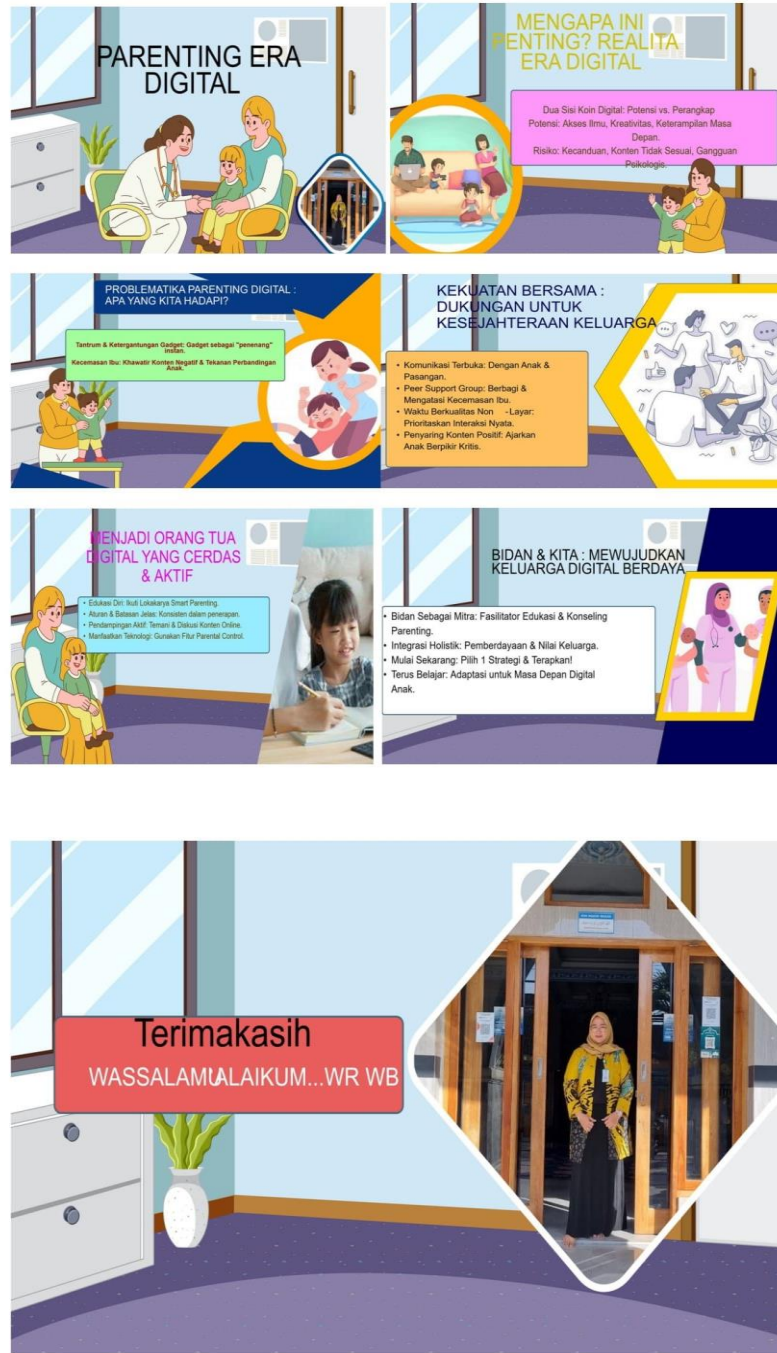 PARENTING ERA
DIGITAL
MENGAPA INI
PENTING? REALITA
ERA DIGITAL
Dua Sisi Koin Digital: Potensi vs. Perangkap
Potensi: Akses Ilmu, Kreativitas, Keterampilan Masa
Depan.
Risiko: Kecanduan, Konten Tidak Sesuai, Gangguan
Psikologis.
PROBLEMATIKA PARENTING DIGITAL :
APA YANG KITA HADAPI?
Tantrum & Ketergantungan Gadget: Gadget sebagai "penenang"
instan.
Kecemasan Ibu: Khawatir Konten Negatif & Tekanan Perbandingan
Anak.
KEKUATAN BERSAMA :
DUKUNGAN UNTUK
KESEJAHTERAAN KELUARGA
• Komunikasi Terbuka: Dengan Anak &
Pasangan.
• Peer Support Group: Berbagi &
Mengatasi Kecemasan Ibu.
• Waktu Berkualitas Non -Layar:
Prioritaskan Interaksi Nyata.
• Penyaring Konten Positif: Ajarkan
Anak Berpikir Kritis.
MENJADI ORANG TUA
DIGITAL YANG CERDAS
& AKTIF
• Edukasi Diri: Ikuti Lokakarya Smart Parenting.
• Aturan & Batasan Jelas: Konsisten dalam penerapan.
• Pendampingan Aktif: Temani & Diskusi Konten Online.
• Manfaatkan Teknologi: Gunakan Fitur Parental Control.
BIDAN & KITA : MEWUJUDKAN
KELUARGA DIGITAL BERDAYA
• Bidan Sebagai Mitra: Fasilitator Edukasi & Konseling
Parenting.
• Integrasi Holistik: Pemberdayaan & Nilai Keluarga.
• Mulai Sekarang: Pilih 1 Strategi & Terapkan!
• Terus Belajar: Adaptasi untuk Masa Depan Digital
Anak.
Terimakasih
WASSALAMU'ALAIKUM...WR WB